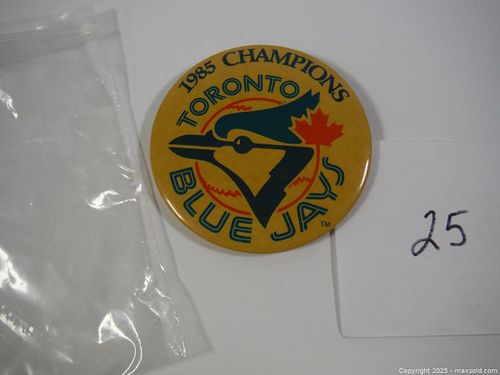 1985 CHAMPIONS
TORONTO
BLUE JAYS
TM
25
Copyright 2025 - maxsold.com